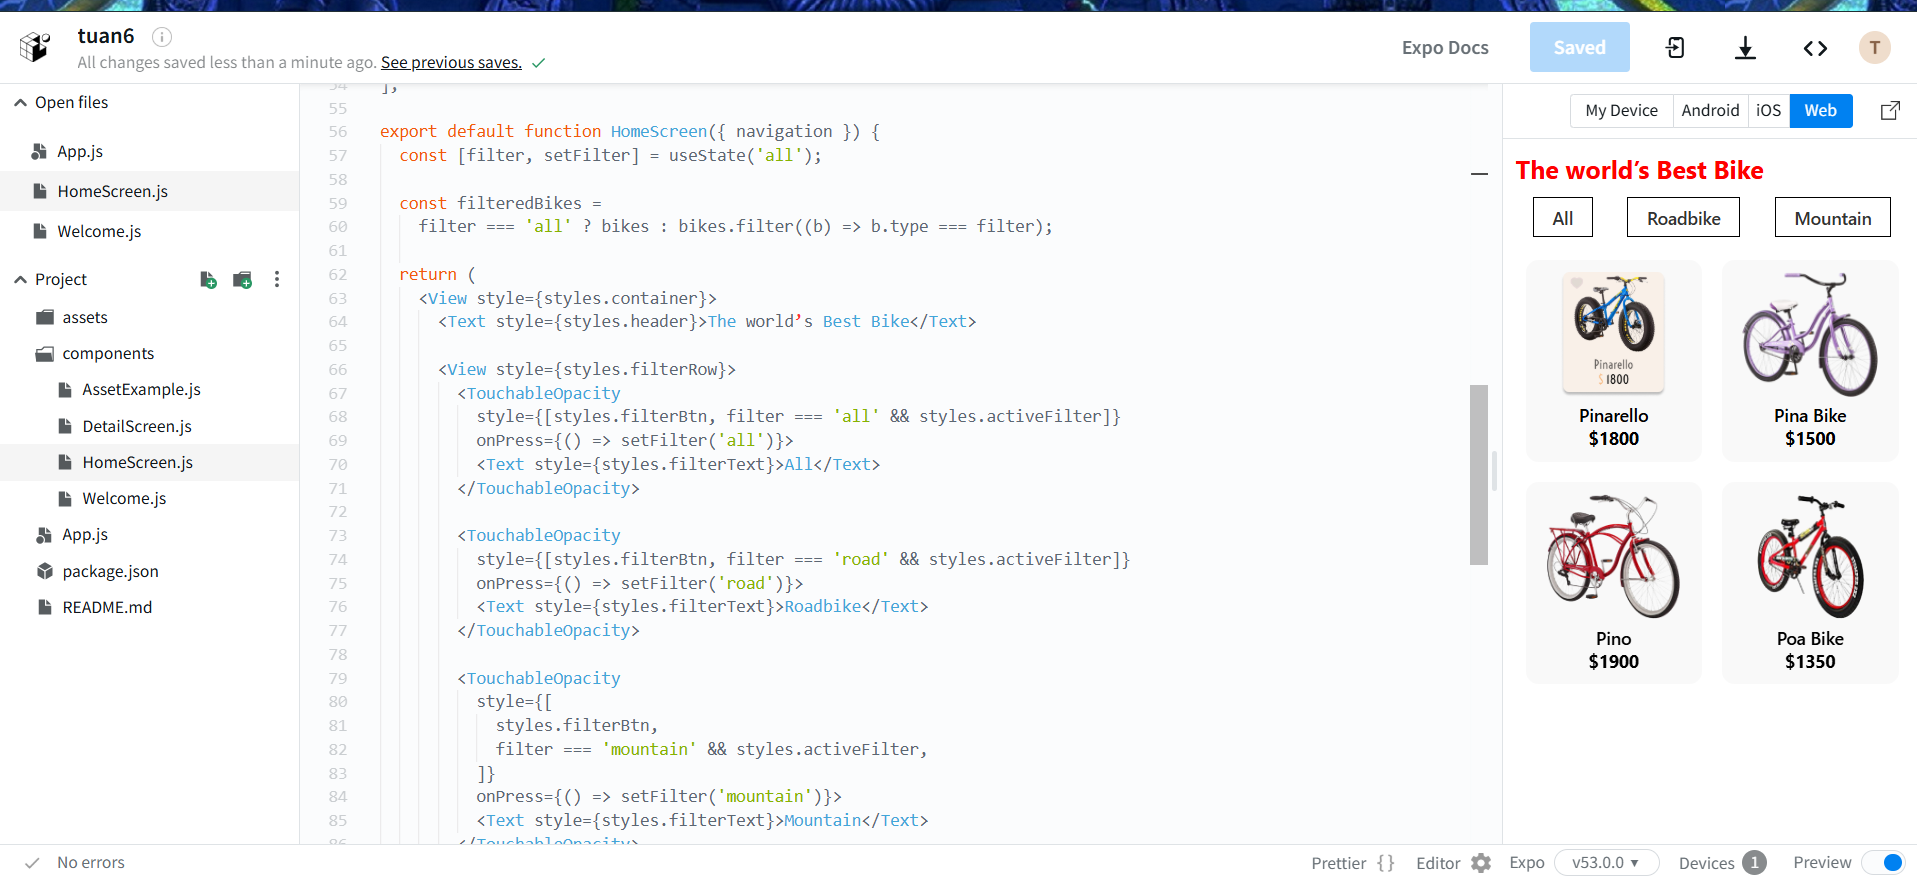 tuan6
All changes saved less than a minute ago. See previous saves.
Expo Docs
Saved
T
Open files
App.js
HomeScreen.js
Welcome.js
Project
assets
components
AssetExample.js
DetailScreen.js
HomeScreen.js
Welcome.js
App.js
package.json
README.md
54 ];
55
56 export default function HomeScreen({ navigation }) {
57 const [filter, setFilter] = useState('all');
58
59 const filteredBikes =
60 filter === 'all' ? bikes : bikes.filter((b) => b.type === filter);
61
62 return (
63 <View style={styles.container}>
64 <Text style={styles.header}>The world’s Best Bike</Text>
65
66 <View style={styles.filterRow}>
67 <TouchableOpacity
68 style={[styles.filterBtn, filter === 'all' && styles.activeFilter]}
69 onPress={() => setFilter('all')}>
70 <Text style={styles.filterText}>All</Text>
71 </TouchableOpacity>
72
73 <TouchableOpacity
74 style={[styles.filterBtn, filter === 'road' && styles.activeFilter]}
75 onPress={() => setFilter('road')}>
76 <Text style={styles.filterText}>Roadbike</Text>
77 </TouchableOpacity>
78
79 <TouchableOpacity
80 style={[
81 styles.filterBtn,
82 filter === 'mountain' && styles.activeFilter,
83 ]}
84 onPress={() => setFilter('mountain')}>
85 <Text style={styles.filterText}>Mountain</Text>
86 </TouchableOpacity>
My Device
Android
iOS
Web
The world’s Best Bike
All
Roadbike
Mountain
Pinarello
$ 1800
Pinarello
$1800
Pina Bike
$1500
Pino
$1900
Poa Bike
$1350
No errors
Prettier { }
Editor
Expo
v53.0.0
Devices 1
Preview